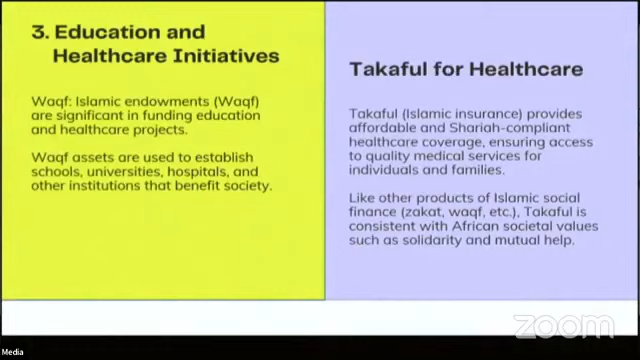 3. Education and
Healthcare Initiatives
Waqf: Islamic endowments (Waqf)
are significant in funding education
and healthcare projects.
Waqf assets are used to establish
schools, universities, hospitals, and
other institutions that benefit society.
Takaful for Healthcare
Takaful (Islamic insurance) provides
affordable and Shariah-compliant
healthcare coverage, ensuring access
to quality medical services for
individuals and families.
Like other products of Islamic social
finance (zakat, waqf, etc.), Takaful is
consistent with African societal values
such as solidarity and mutual help.
zoom
Media